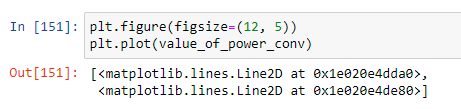 In [151]: plt.figure(figsize=(12, 5))
plt.plot(value_of_power_conv)
Out[151]: [<matplotlib.lines.Line2D at 0x1e020e4dda0>,
<matplotlib.lines.Line2D at 0x1e020e4de80>]